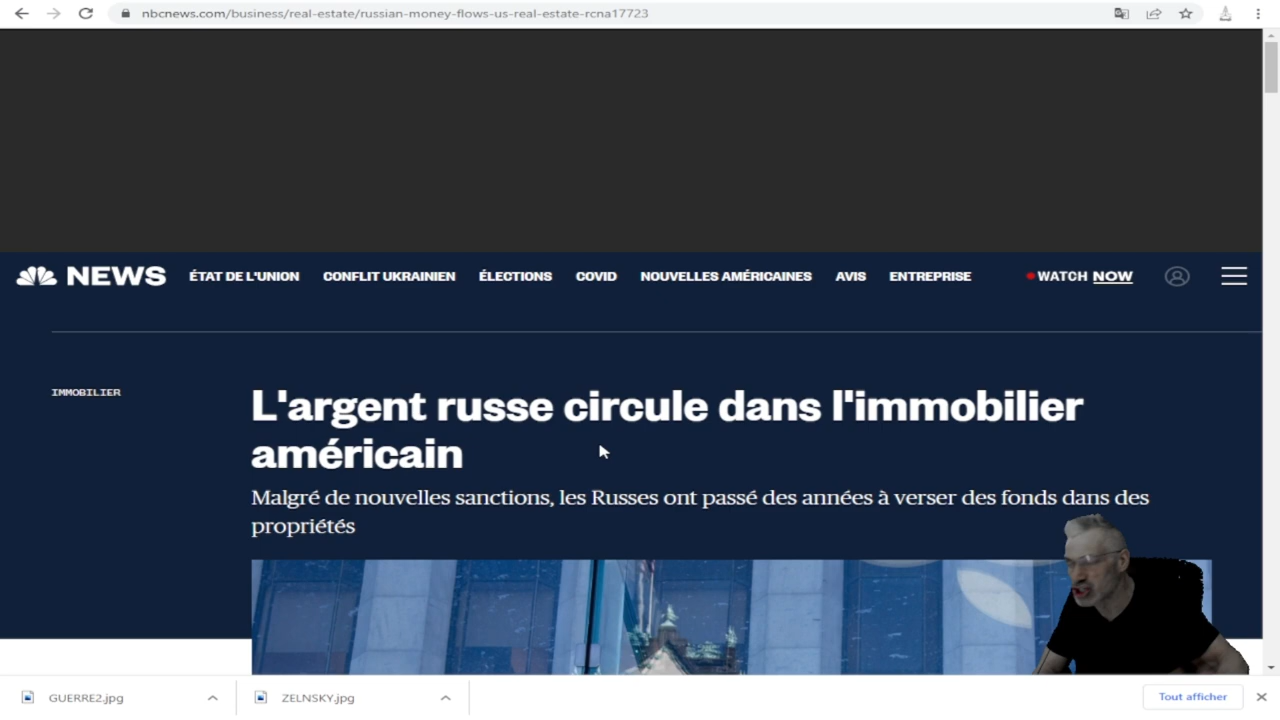 nbcnews.com/business/real-estate/russian-money-flows-us-real-estate-rcna17723
NEWS ÉTAT DE L'UNION CONFLIT UKRAINIEN ÉLECTIONS COVID NOUVELLES AMÉRICAINES AVIS ENTREPRISE WATCH NOW
IMMOBILIER
L'argent russe circule dans l'immobilier
américain
Malgré de nouvelles sanctions, les Russes ont passé des années à verser des fonds dans des
propriétés
GUERRE2.jpg ZELNSKY.jpg Tout afficher